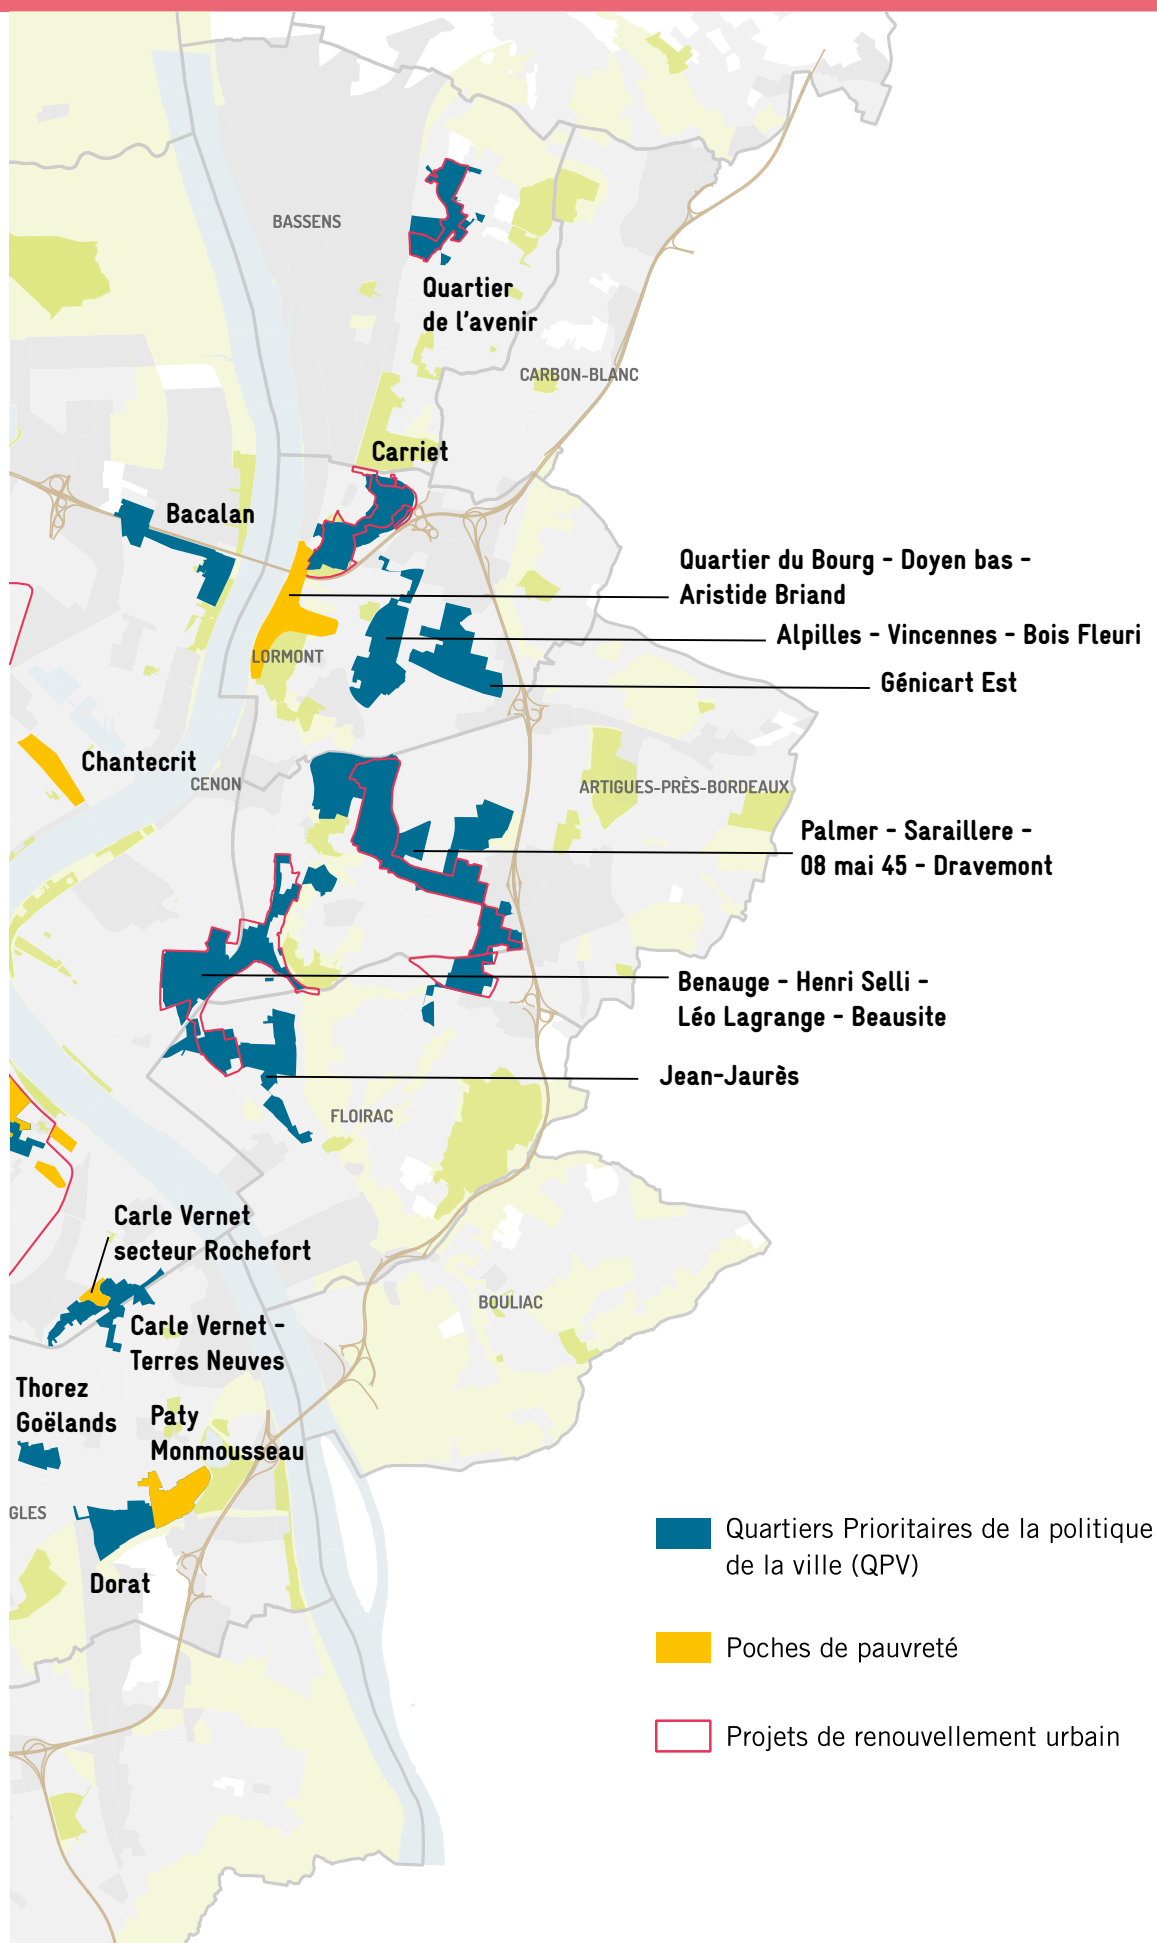 BASSENS
Quartier
de l'avenir
CARBON-BLANC
Carriet
Bacalan
Quartier du Bourg - Doyen bas -
Aristide Briand
Alpilles - Vincennes - Bois Fleuri
LORMONT
Génicart Est
Chantecrit
CENON
ARTIGUES-PRÈS-BORDEAUX
Palmer - Saraillere -
08 mai 45 - Dravemont
Benauge - Henri Selli -
Léo Lagrange - Beausite
Jean-Jaurès
FLOIRAC
Carle Vernet
secteur Rochefort
BOULIAC
Carle Vernet -
Terres Neuves
Thorez
Goëlands
Paty
Monmousseau
GLES
Dorat
Quartiers Prioritaires de la politique
de la ville (QPV)
Poches de pauvreté
Projets de renouvellement urbain